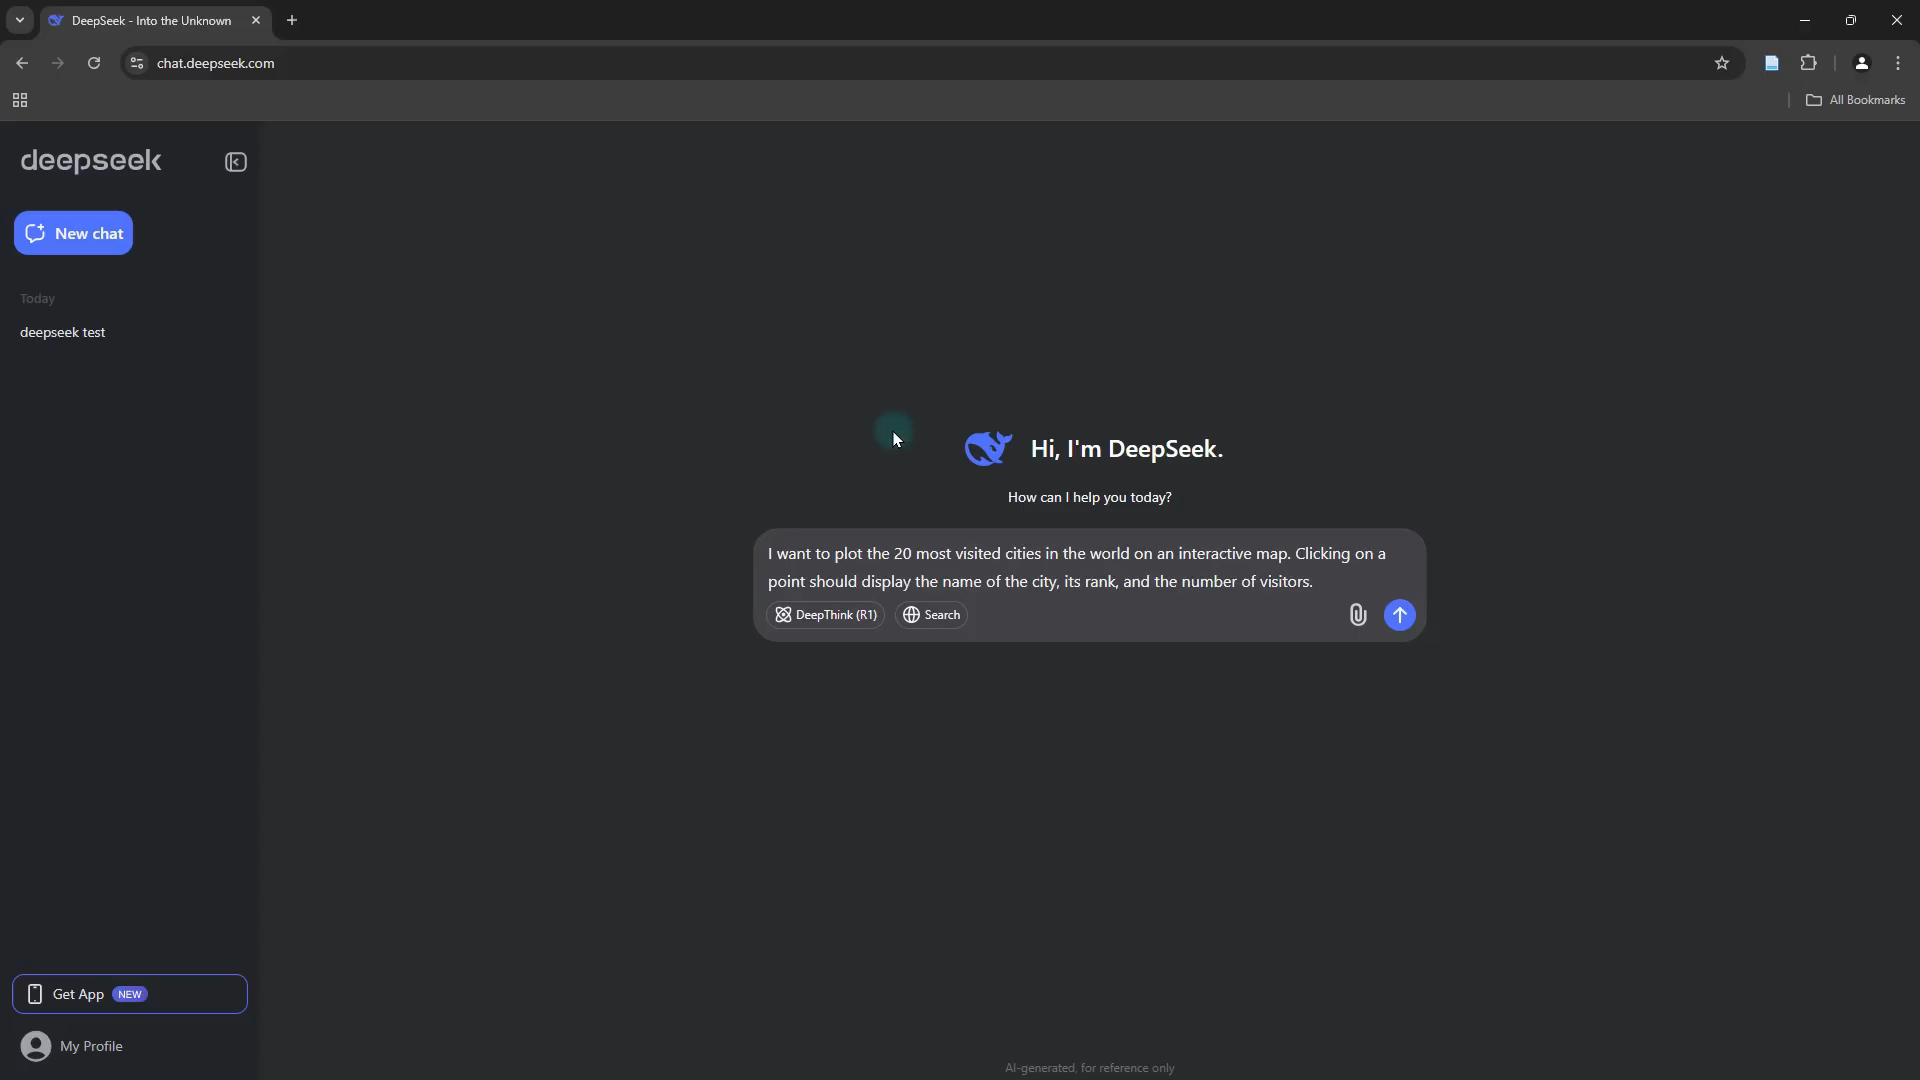 DeepSeek - Into the Unknown
chat.deepseek.com
All Bookmarks
deepseek
New chat
Today
deepseek test
Hi, I'm DeepSeek.
How can I help you today?
I want to plot the 20 most visited cities in the world on an interactive map. Clicking on a
point should display the name of the city, its rank, and the number of visitors.
DeepThink (R1) Search
Get App NEW
My Profile
AI-generated, for reference only